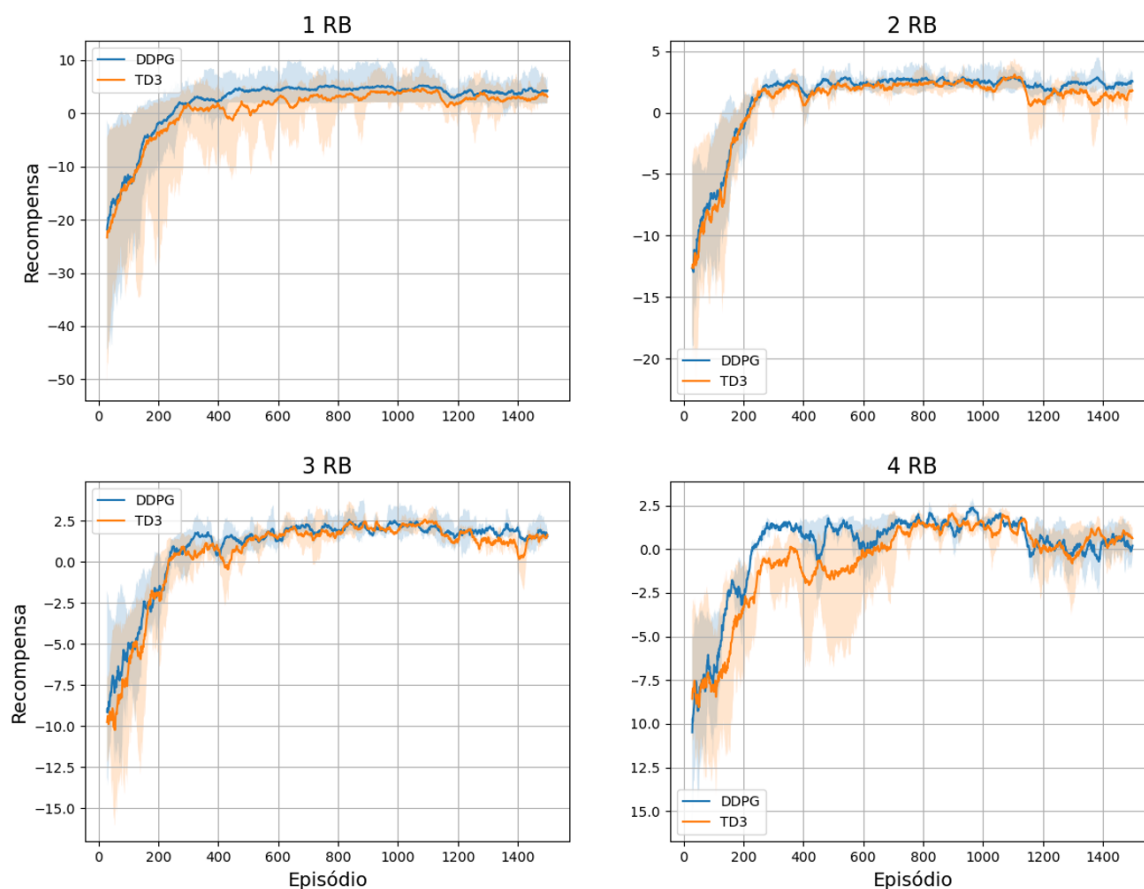 1 RB
DDPG
TD3
10
0
−10
−20
−30
−40
−50
0 200 400 600 800 1000 1200 1400
Recompensa
2 RB
5
0
−5
−10
−15
−20
DDPG
TD3
0 200 400 600 800 1000 1200 1400
3 RB
DDPG
TD3
2.5
0.0
−2.5
−5.0
−7.5
−10.0
−12.5
−15.0
0 200 400 600 800 1000 1200 1400
Recompensa
Episódio
4 RB
2.5
0.0
−2.5
−5.0
−7.5
10.0
12.5
15.0
DDPG
TD3
0 200 400 600 800 1000 1200 1400
Episódio